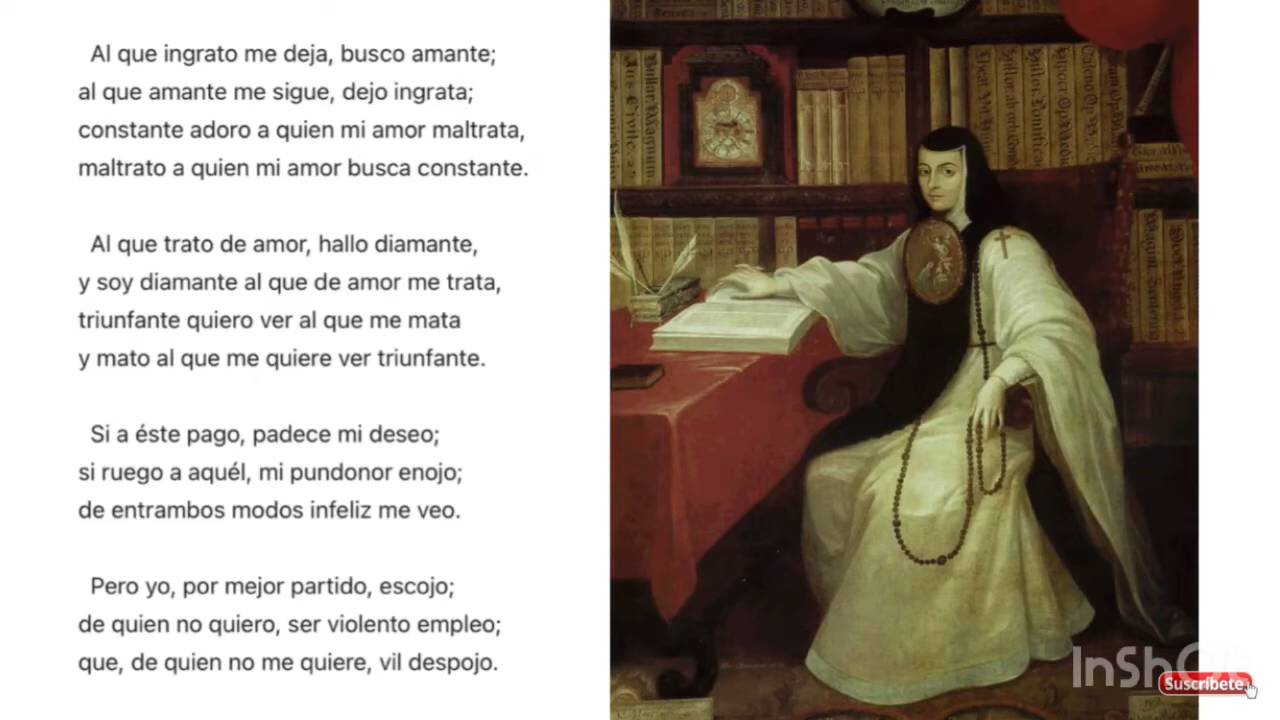 Al que ingrato me deja, busco amante;
al que amante me sigue, dejo ingrata;
constante adoro a quien mi amor maltrata,
maltrato a quien mi amor busca constante.
Al que trato de amor, hallo diamante,
y soy diamante al que de amor me trata,
triunfante quiero ver al que me mata
y mato al que me quiere ver triunfante.
Si a éste pago, padece mi deseo;
si ruego a aquél, mi pundonor enojo;
de entrambos modos infeliz me veo.
Pero yo, por mejor partido, escojo;
de quien no quiero, ser violento empleo;
que, de quien no me quiere, vil despojo.
InShOt
Suscríbete